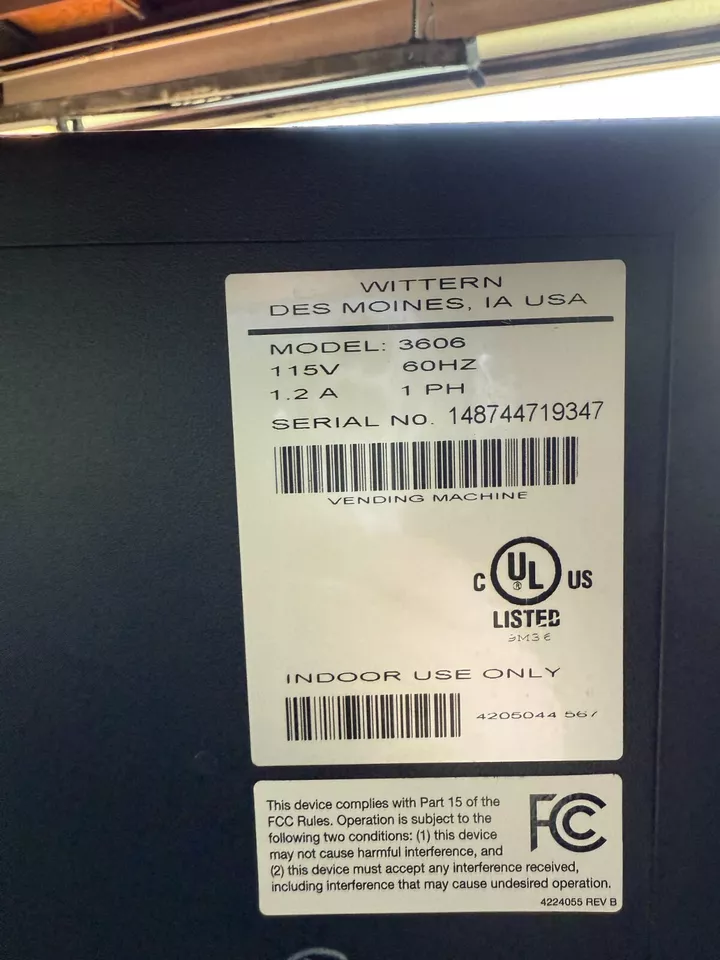 WITTERN
DES MOINES, IA USA
MODEL: 3606
115V 60HZ
1.2 A 1 PH
SERIAL NO. 148744719347
VENDING MACHINE
C UL ® US
LISTED
9M36
INDOOR USE ONLY
4205044 567
This device complies with Part 15 of the
FCC Rules. Operation is subject to the
following two conditions: (1) this device
may not cause harmful interference, and
(2) this device must accept any interference received,
including interference that may cause undesired operation.
FC
4224055 REV B